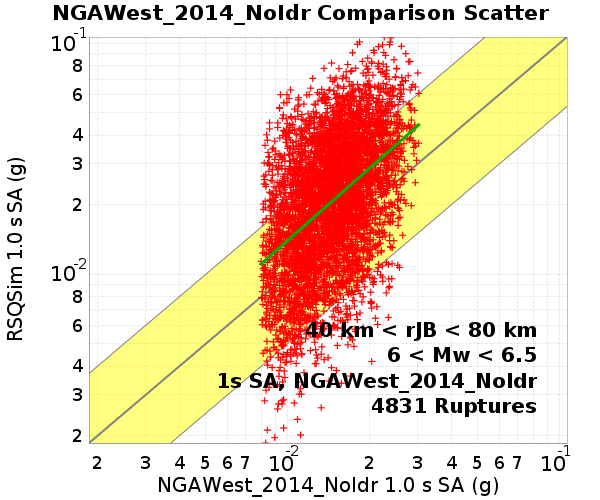 NGAWest_2014_NoIdr Comparison Scatter
10-1
8
6
4
3
2
10-2
8
6
4
3
2
RSQSim 1.0 s SA (g)
40 km < rJB < 80 km
6 < Mw < 6.5
1s SA, NGAWest_2014_NoIdr
4831 Ruptures
2 3 4 5 6 7 10-2 2 3 4 5 6 7 10-1
NGAWest_2014_NoIdr 1.0 s SA (g)